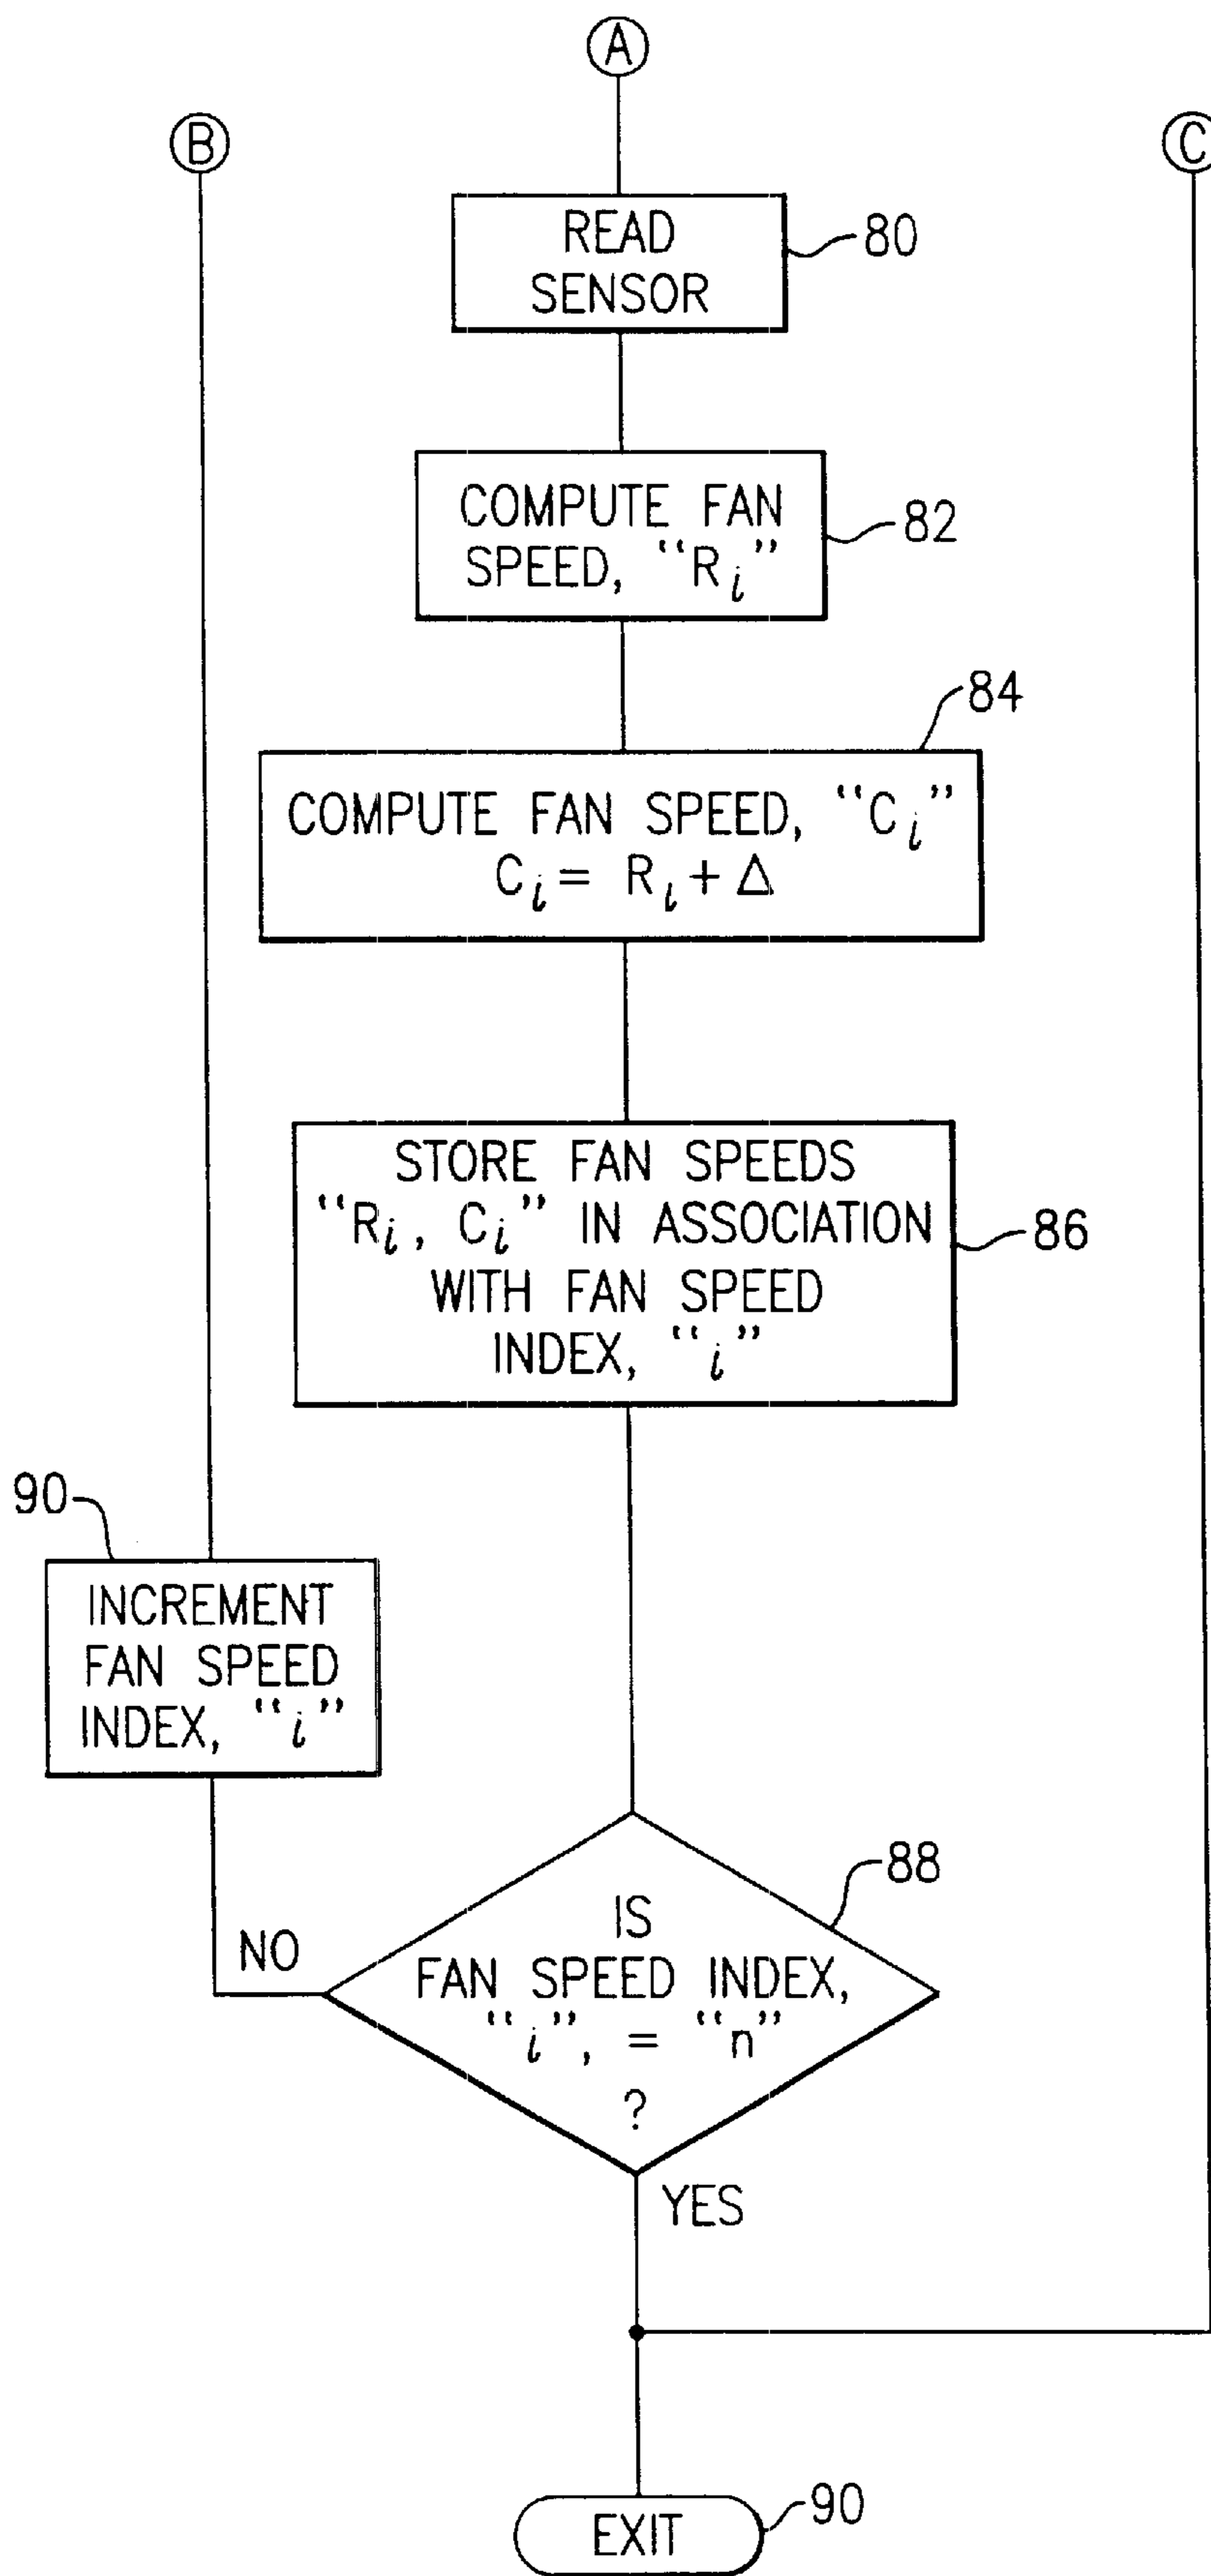 A
B
C
READ
SENSOR
80
COMPUTE FAN
SPEED, "Ri"
82
84
COMPUTE FAN SPEED, "Ci"
Ci = Ri + Δ
STORE FAN SPEEDS
"Ri, Ci" IN ASSOCIATION
WITH FAN SPEED
INDEX, "i"
86
90
INCREMENT
FAN SPEED
INDEX, "i"
88
NO
IS
FAN SPEED INDEX,
"i", = "n"
?
YES
EXIT
90